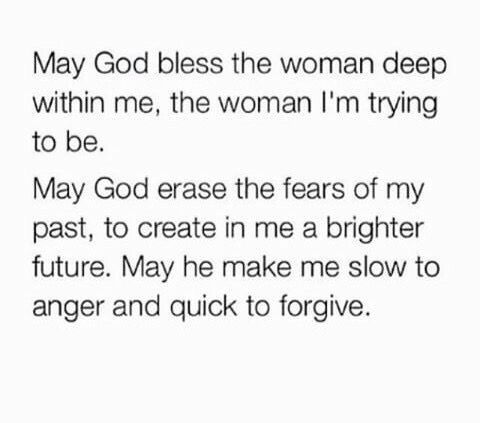 May God bless the woman deep
within me, the woman I'm trying
to be.
May God erase the fears of my
past, to create in me a brighter
future. May he make me slow to
anger and quick to forgive.